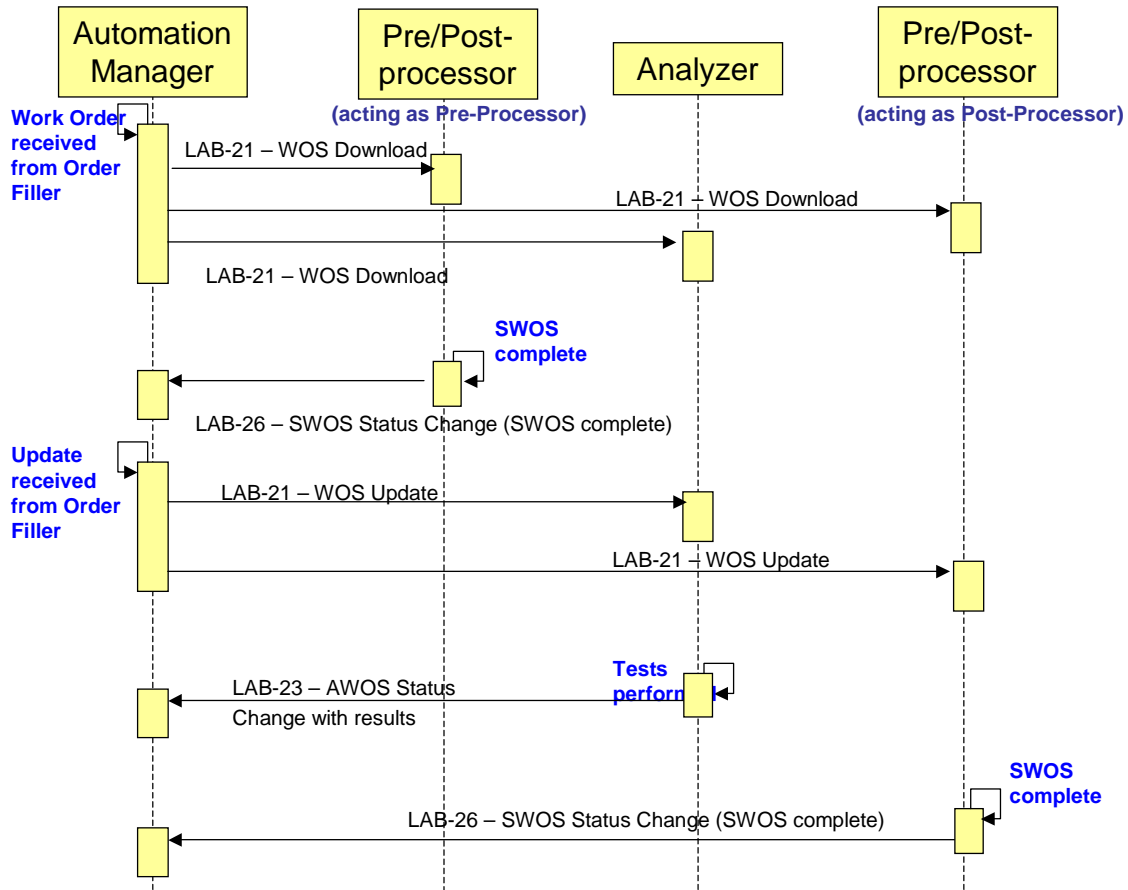 Automation
Manager
Pre/Post-
processor
Analyzer
Pre/Post-
processor
(acting as Pre-Processor)
(acting as Post-Processor)
Work Order
received
from Order
Filler
LAB-21 – WOS Download
LAB-21 – WOS Download
LAB-21 – WOS Download
SWOS
complete
LAB-26 – SWOS Status Change (SWOS complete)
Update
received
from Order
Filler
LAB-21 – WOS Update
LAB-21 – WOS Update
Tests
performed
LAB-23 – AWOS Status
Change with results
SWOS
complete
LAB-26 – SWOS Status Change (SWOS complete)